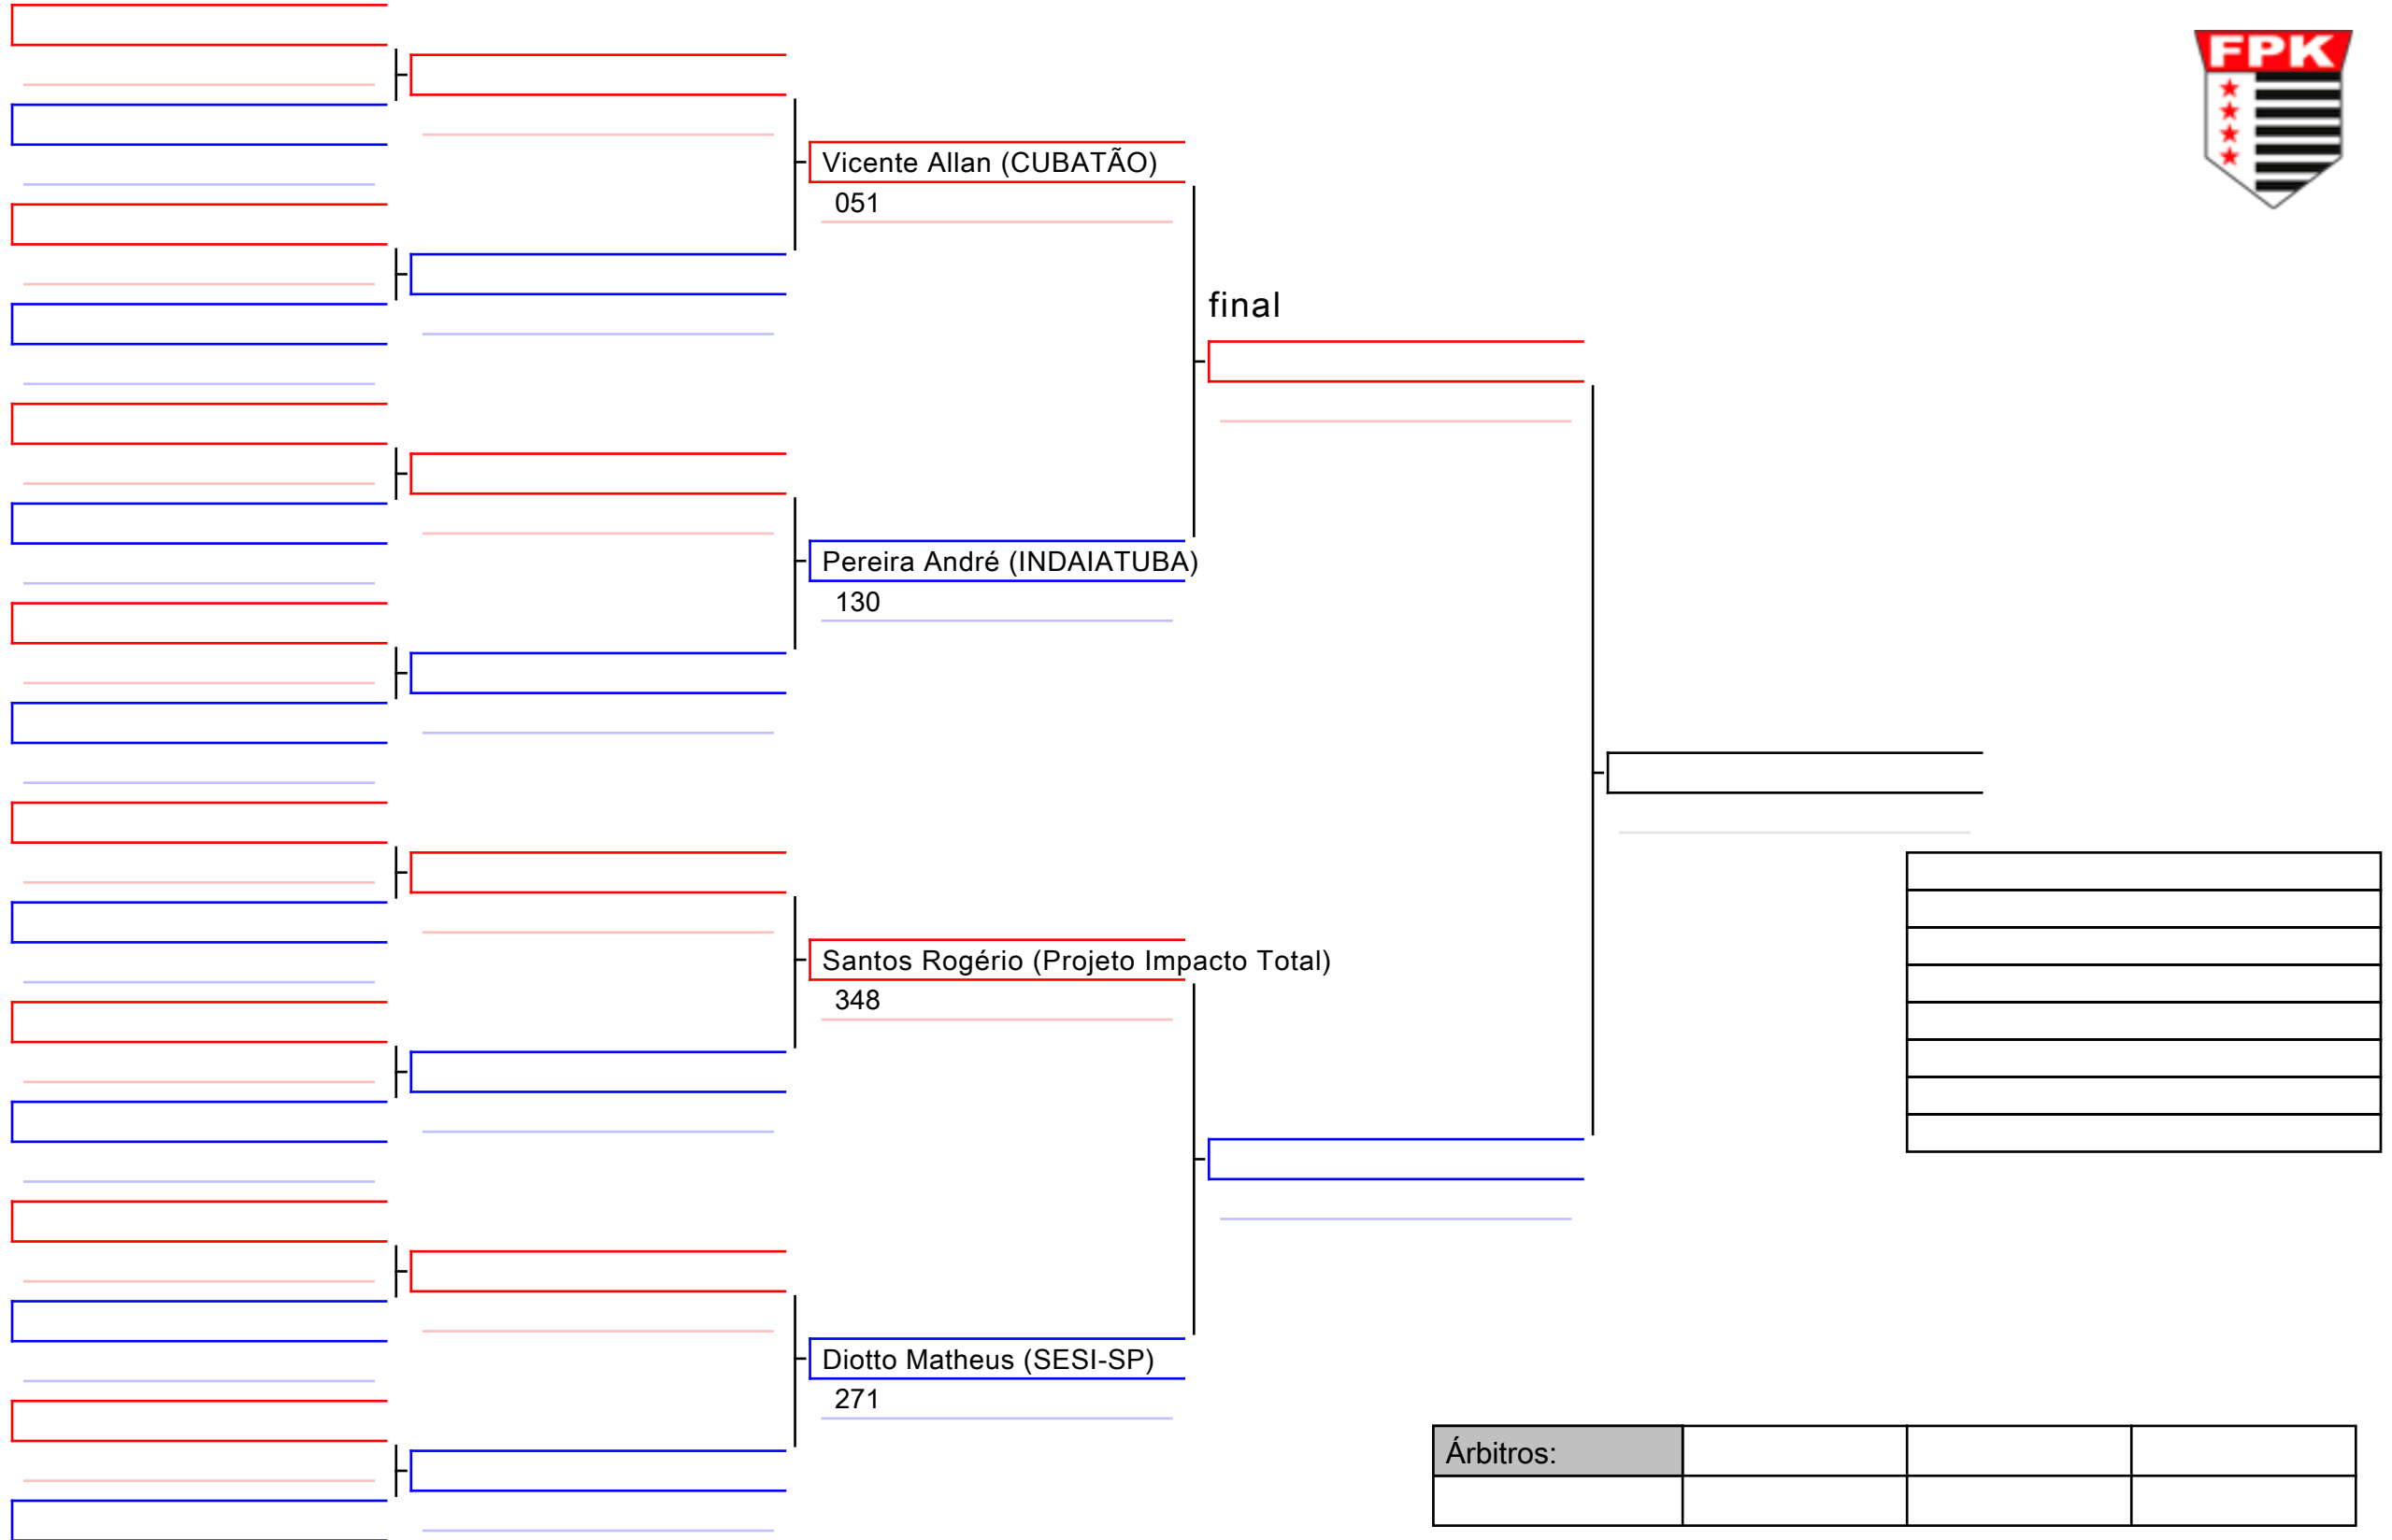 FPK
Vicente Allan (CUBATÃO)
051
final
Pereira André (INDAIATUBA)
130
Santos Rogério (Projeto Impacto Total)
348
Diotto Matheus (SESI-SP)
271
Árbitros: